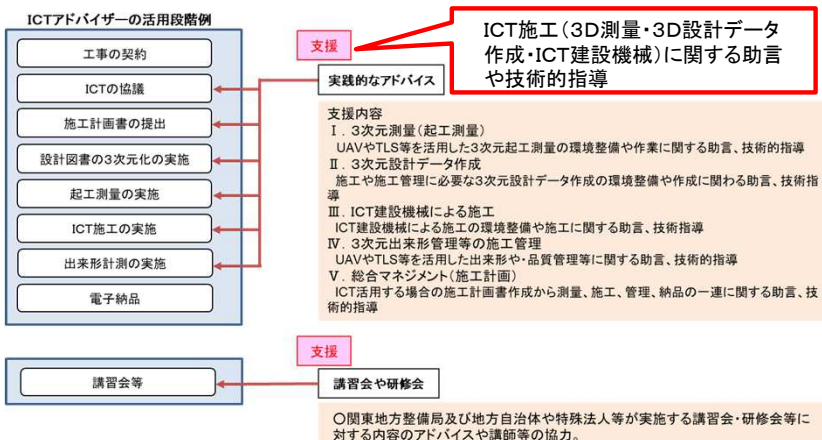 ICTアドバイザーの活用段階例
工事の契約
ICTの協議
施工計画書の提出
設計図書の3次元化の実施
起工測量の実施
ICT施工の実施
出来形計測の実施
電子納品
支援
ICT施工（3D測量・3D設計データ
作成・ICT建設機械）に関する助言
や技術的指導
実践的なアドバイス
支援内容
Ⅰ．3次元測量（起工測量）
UAVやTLS等を活用した3次元起工測量の環境整備や作業に関する助言、技術的指導
Ⅱ．3次元設計データ作成
施工や施工管理に必要な3次元設計データ作成の環境整備や作成に関わる助言、技術指
導
Ⅲ．ICT建設機械による施工
ICT建設機械による施工の環境整備や施工に関する助言、技術指導
Ⅳ．3次元出来形管理等の施工管理
UAVやTLS等を活用した出来形や・品質管理等に関する助言、技術的指導
Ⅴ．総合マネジメント（施工計画）
ICT活用する場合の施工計画書作成から測量、施工、管理、納品の一連に関する助言、技
術的指導
支援
講習会等
講習会や研修会
〇関東地方整備局及び地方自治体や特殊法人等が実施する講習会・研修会等に
対する内容のアドバイスや講師等の協力。